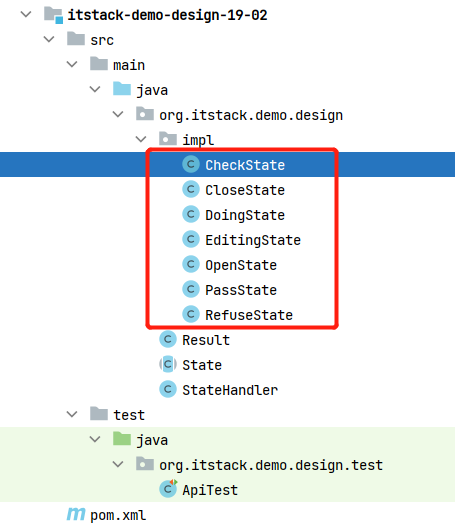 itstack-demo-design-19-02
src
main
java
org.itstack.demo.design
impl
CheckState
CloseState
DoingState
EditingState
OpenState
PassState
RefuseState
Result
State
StateHandler
test
java
org.itstack.demo.design.test
ApiTest
pom.xml